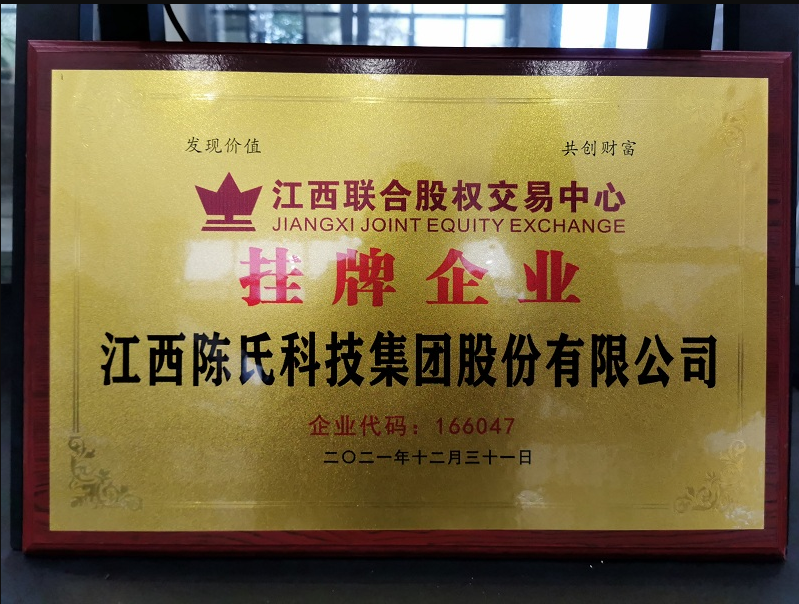 发现价值 共创财富
江西联合股权交易中心
JIANGXI JOINT EQUITY EXCHANGE
挂牌企业
江西陈氏科技集团股份有限公司
企业代码：166047
二〇二一年十二月三十一日